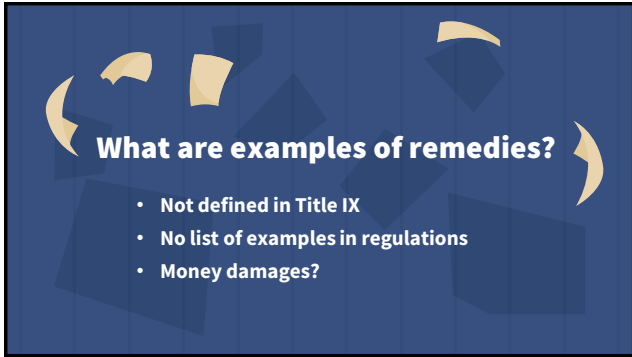 What are examples of remedies?
• Not defined in Title IX
• No list of examples in regulations
• Money damages?